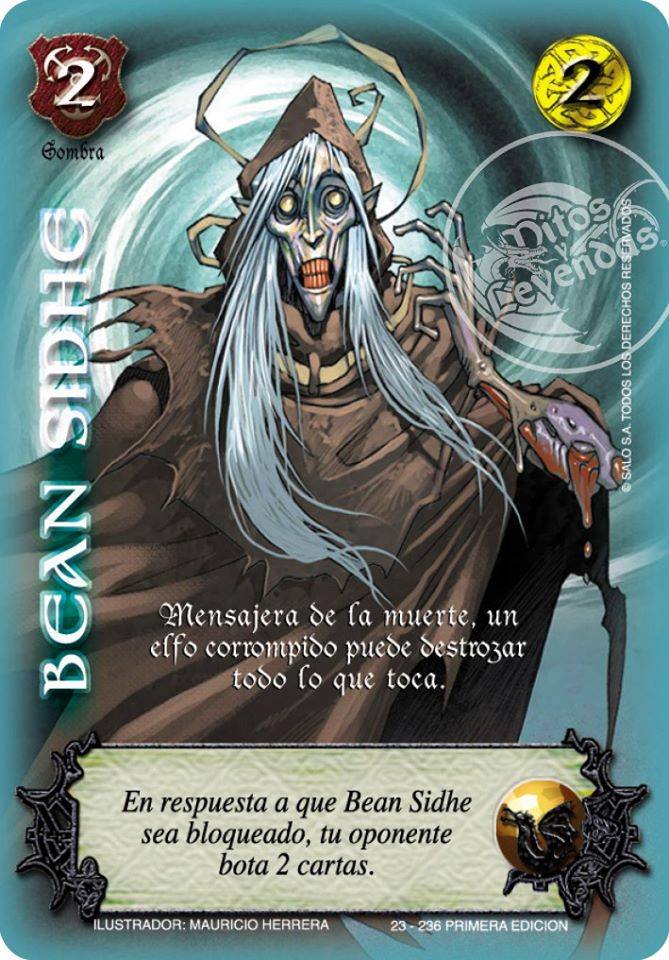 2
Sombra
2
BEAN SIDHE
Mitos
y
Leyendas
®
© SALO S.A. TODOS LOS DERECHOS RESERVADOS
Mensajera de la muerte, un
elfo corrompido puede destrozar
todo lo que toca.
En respuesta a que Bean Sidhe
sea bloqueado, tu oponente
bota 2 cartas.
ILUSTRADOR: MAURICIO HERRERA
23 - 236 PRIMERA EDICION